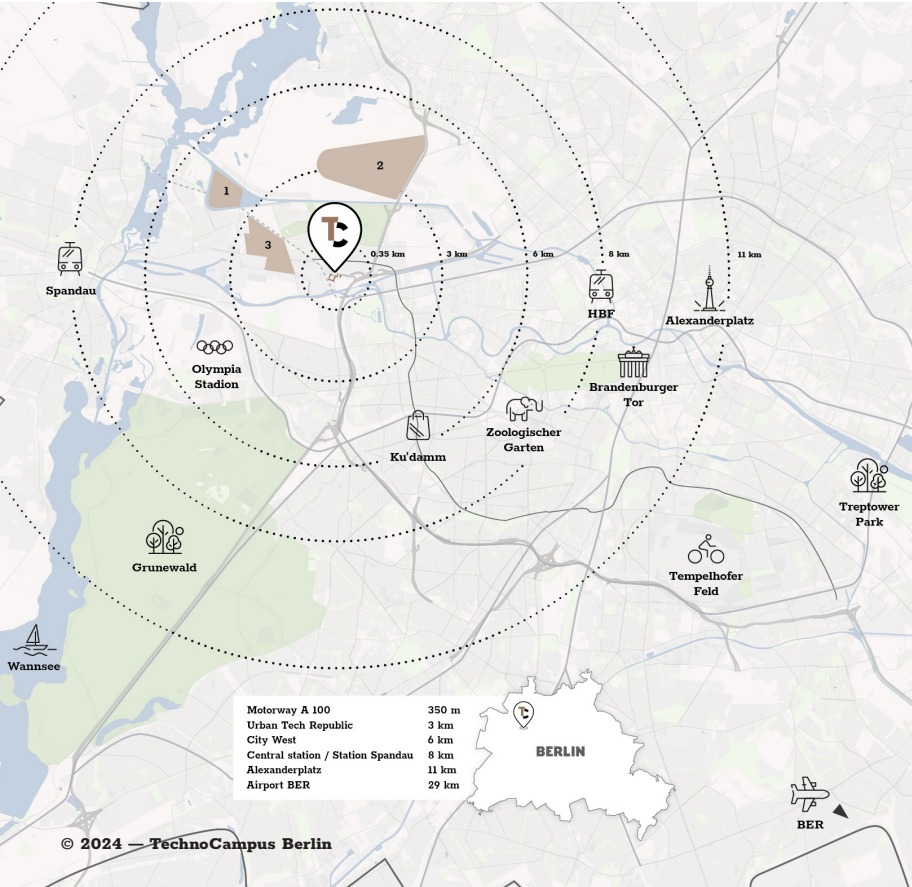 2
1
TC
3
0.35 km
3 km
6 km
8 km
11 km
Spandau
HBF
Alexanderplatz
Olympia
Stadion
Brandenburger
Tor
Zoologischer
Garten
Ku'damm
Treptower
Park
Grunewald
Tempelhofer
Feld
Wannsee
Motorway A 100 350 m
Urban Tech Republic 3 km
City West 6 km
Central station / Station Spandau 8 km
Alexanderplatz 11 km
Airport BER 29 km
TC
BERLIN
BER
© 2024 — TechnoCampus Berlin